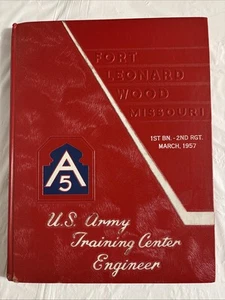 FORT
LEONARD
WOOD
MISSOURI
1ST BN. - 2ND RGT.
MARCH, 1957
A
5
U.S. Army
Training Center
Engineer